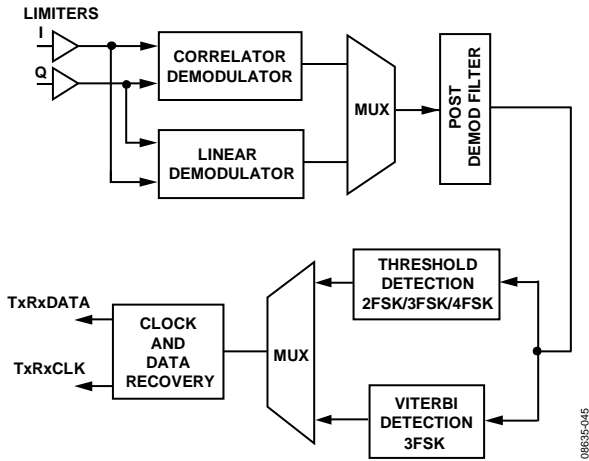 LIMITERS
I
Q
CORRELATOR
DEMODULATOR
LINEAR
DEMODULATOR
MUX
POST
DEMOD FILTER
THRESHOLD
DETECTION
2FSK/3FSK/4FSK
VITERBI
DETECTION
3FSK
MUX
CLOCK
AND
DATA
RECOVERY
TxRxDATA
TxRxCLK
08635-045